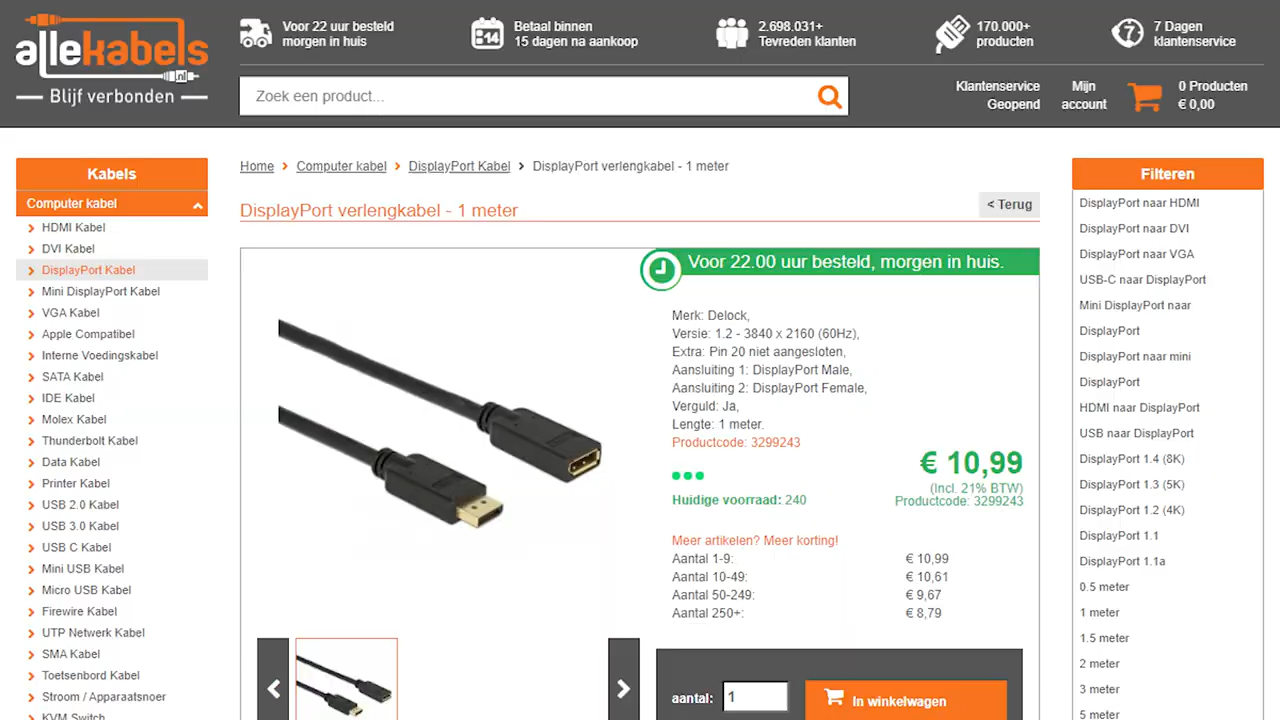 allekabels
.nl
Blijf verbonden
Voor 22 uur besteld
morgen in huis
14
Betaal binnen
15 dagen na aankoop
2.698.031+
Tevreden klanten
170.000+
producten
7
7 Dagen
klantenservice
Zoek een product...
Klantenservice
Geopend
Mijn
account
0 Producten
€ 0,00
Kabels
Computer kabel
HDMI Kabel
DVI Kabel
DisplayPort Kabel
Mini DisplayPort Kabel
VGA Kabel
Apple Compatibel
Interne Voedingskabel
SATA Kabel
IDE Kabel
Molex Kabel
Thunderbolt Kabel
Data Kabel
Printer Kabel
USB 2.0 Kabel
USB 3.0 Kabel
USB C Kabel
Mini USB Kabel
Micro USB Kabel
Firewire Kabel
UTP Netwerk Kabel
SMA Kabel
Toetsenbord Kabel
Stroom / Apparaatsnoer
KVM Switch
Home > Computer kabel > DisplayPort Kabel > DisplayPort verlengkabel - 1 meter
DisplayPort verlengkabel - 1 meter
< Terug
Voor 22.00 uur besteld, morgen in huis.
Merk: Delock,
Versie: 1.2 - 3840 x 2160 (60Hz),
Extra: Pin 20 niet aangesloten,
Aansluiting 1: DisplayPort Male,
Aansluiting 2: DisplayPort Female,
Verguld: Ja,
Lengte: 1 meter.
Productcode: 3299243
€ 10,99
(Incl. 21% BTW)
Huidige voorraad: 240
Productcode: 3299243
Meer artikelen? Meer korting!
Aantal 1-9: € 10,99
Aantal 10-49: € 10,61
Aantal 50-249: € 9,67
Aantal 250+: € 8,79
aantal: 1
In winkelwagen
Filteren
DisplayPort naar HDMI
DisplayPort naar DVI
DisplayPort naar VGA
USB-C naar DisplayPort
Mini DisplayPort naar
DisplayPort
DisplayPort naar mini
DisplayPort
HDMI naar DisplayPort
USB naar DisplayPort
DisplayPort 1.4 (8K)
DisplayPort 1.3 (5K)
DisplayPort 1.2 (4K)
DisplayPort 1.1
DisplayPort 1.1a
0.5 meter
1 meter
1.5 meter
2 meter
3 meter
5 meter